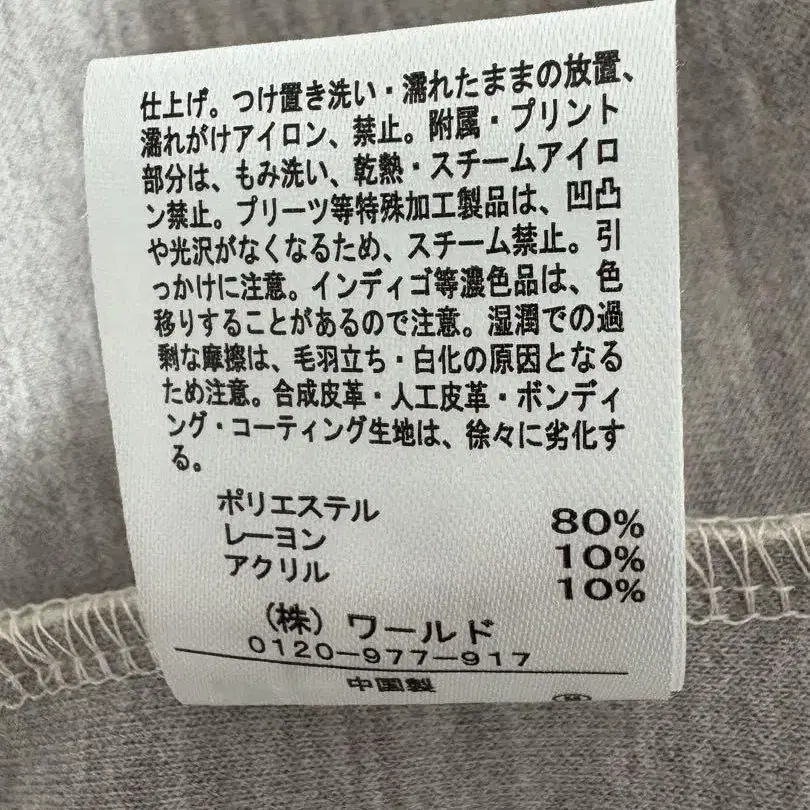 仕上げ。つけ置き洗い・濡れたままの放置、
濡れがけアイロン、禁止。附属・プリント
部分は、もみ洗い、乾熱・スチームアイロ
ン禁止。プリーツ等特殊加工製品は、凹凸
や光沢がなくなるため、スチーム禁止。引
っかけに注意。インディゴ等濃色品は、色
移りすることがあるので注意。湿潤での過
剰な摩擦は、毛羽立ち・白化の原因となる
ため注意。合成皮革・人工皮革・ボンディ
ング・コーティング生地は、徐々に劣化す
る。
ポリエステル 80%
レーヨン 10%
アクリル 10%
(株) ワールド
0120-977-917
中国製